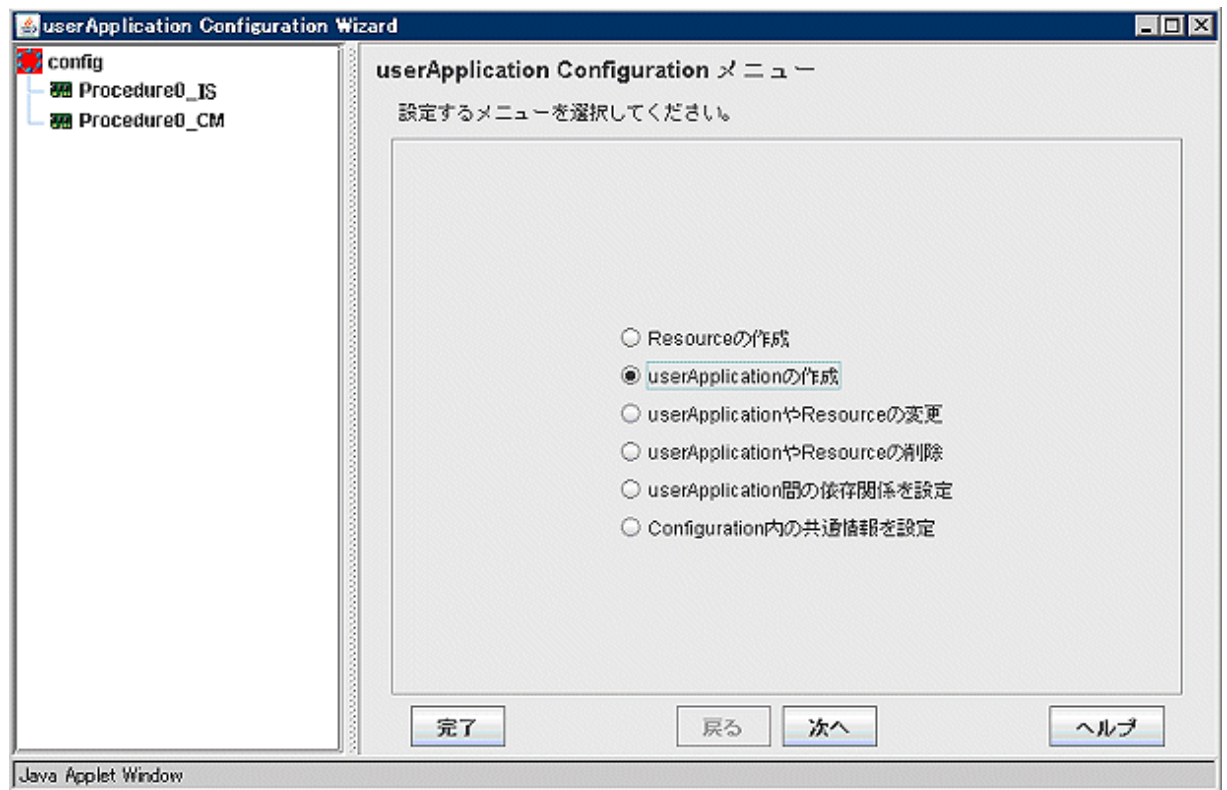 userApplication Configuration Wizard
config
Procedure0_IS
Procedure0_CM
userApplication Configuration メニュー
設定するメニューを選択してください。
Resourceの作成
userApplicationの作成
userApplicationやResourceの変更
userApplicationやResourceの削除
userApplication間の依存関係を設定
Configuration内の共通情報を設定
完了
戻る
次へ
ヘルプ
Java Applet Window